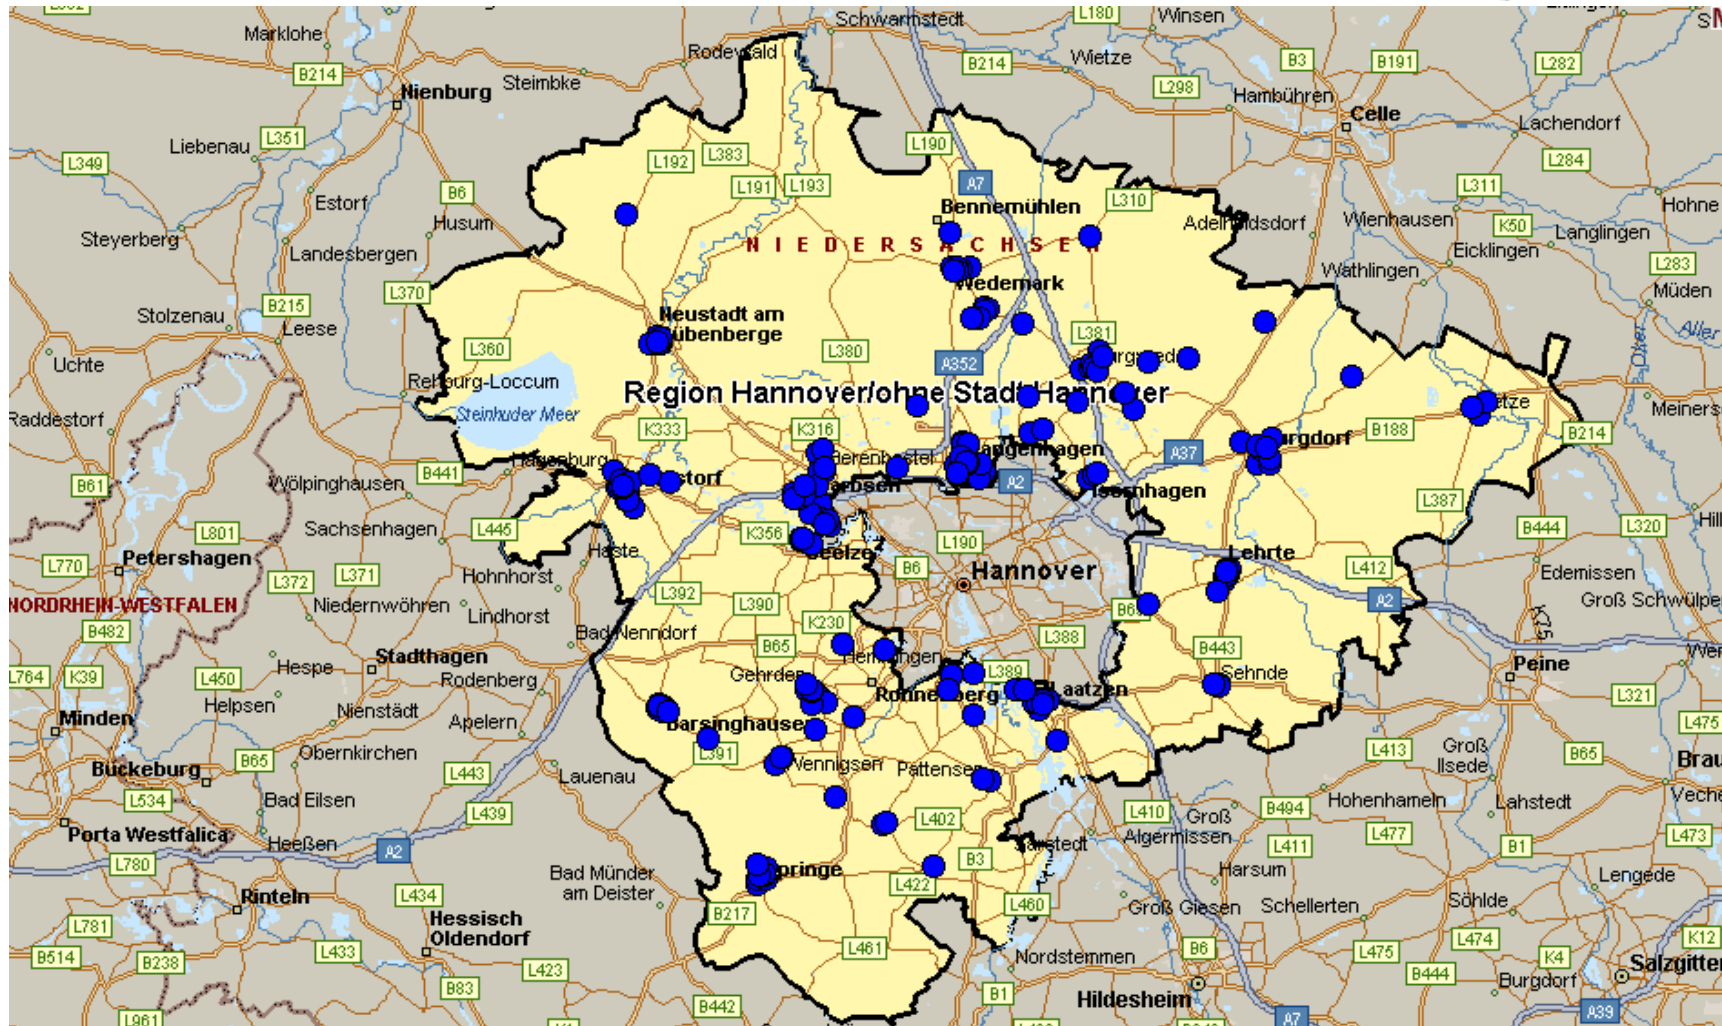 L180
Winsen
Schwarmstedt
Marklohe
Rodewald
B214
Steimbke
B214
Wietze
B3
B191
L282
Nienburg
L298
Hambühren
Celle
Lachendorf
L351
Liebenau
L349
L192
L383
L190
L284
B6
L191
L193
A7
L311
Hohne
Estorf
Husum
Bennemühlen
L310
Adelheidsdorf
Wienhausen
K50
Langlingen
Steyerberg
NIEDERSACHSEN
Eicklingen
Landesbergen
Wathlingen
L283
L370
B215
Wedemark
Müden
Stolzenau
Leese
Neustadt am
L381
Aller
Oker
Uchte
L360
L380
A352
Rehburg-Loccum
Region Hannover/ohne Stadt Hannover
Raddestorf
Steinhuder Meer
K333
K316
B188
B214
Hagenburg
A37
B441
B61
Wölpinghausen
A2
L387
Sachsenhagen
L445
L801
K356
L190
B444
L320
Petershagen
Haste
Lehrte
L770
L372
L371
Hohnhorst
B6
Hannover
L412
Edemissen
NORDRHEIN-WESTFALEN
Niedernwöhren
L392
L390
A2
Lindhorst
K230
K75
B482
Bad Nenndorf
B65
L388
B443
Hespe
Stadthagen
Gehrden
L389
Sehnde
Peine
L764
K39
L450
Rodenberg
Ronnenberg
Laatzen
L321
Helpsen
Minden
Nienstädt
Apelern
Barsinghausen
L475
Obernkirchen
L391
L413
Groß
Ilsede
B65
B65
Bückeburg
L443
Lauenau
Wennigsen
Pattensen
L534
Bad Eilsen
L439
L402
L410
Groß
Algermissen
B494
Hohenhameln
Lahstedt
L477
L473
Porta Westfalica
Heeßen
A2
B3
L411
B1
L780
Bad Münder
am Deister
Springe
L422
Harsum
Lengede
Rinteln
L434
B217
L460
Groß Giesen
Schellerten
Söhlde
L781
Hessisch
Oldendorf
L433
L461
B6
L475
L474
K12
B514
B238
L423
Nordstemmen
K4
Salzgitter
B83
B442
B1
Hildesheim
B444
Burgdorf
A7
A39
L961